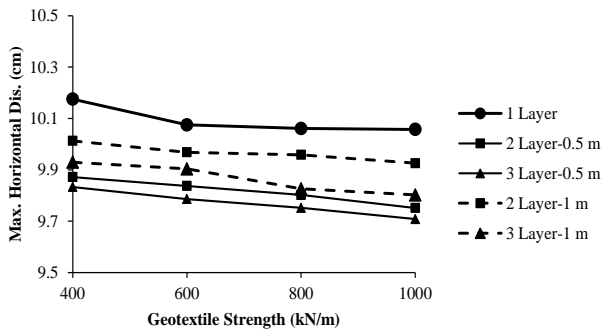 10.5
10.3
10.1
9.9
9.7
9.5
Max. Horizontal Dis. (cm)
400
600
800
1000
Geotextile Strength (kN/m)
1 Layer
2 Layer-0.5 m
3 Layer-0.5 m
2 Layer-1 m
3 Layer-1 m